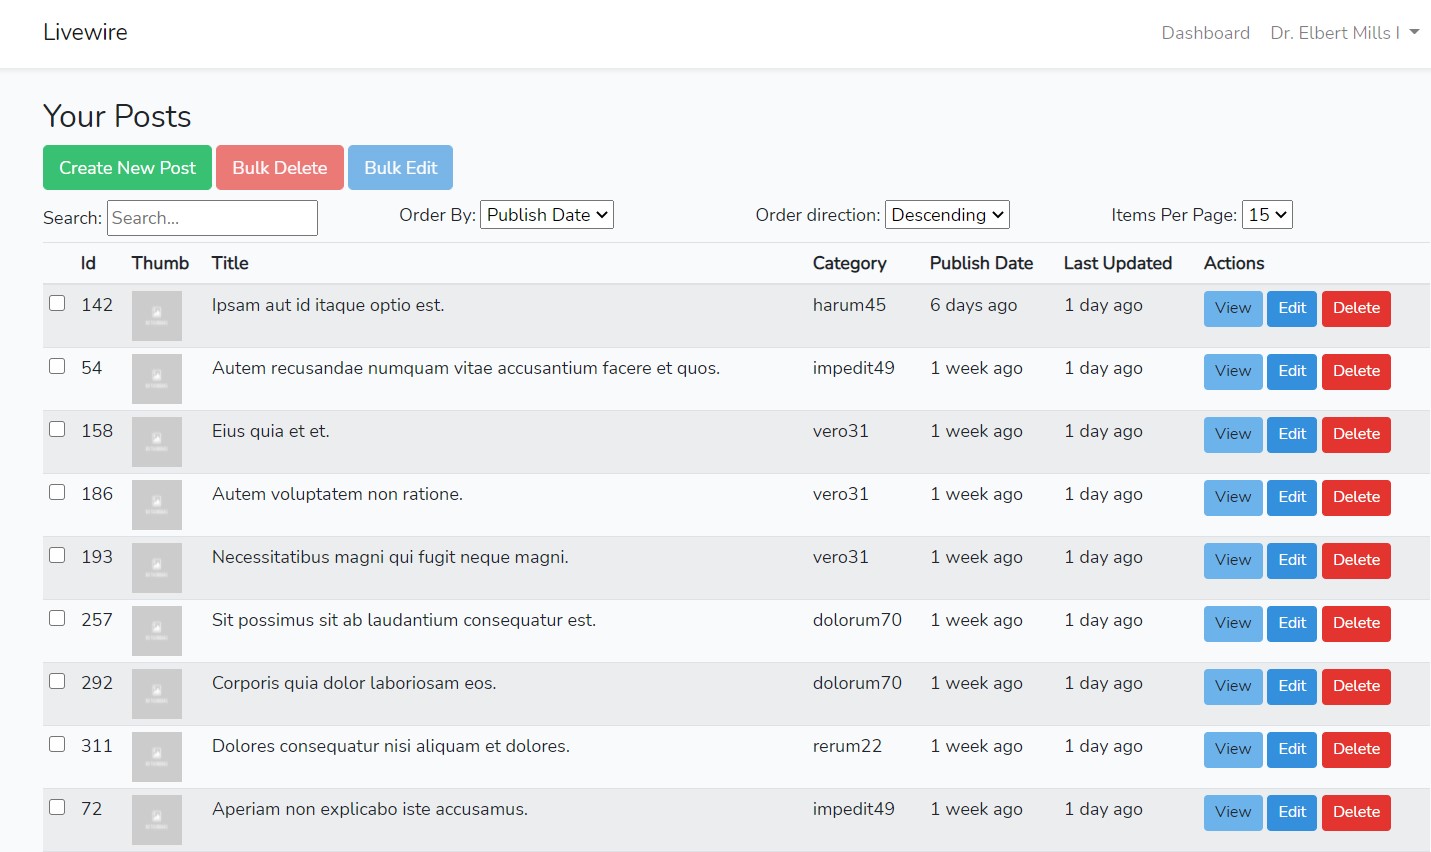 Livewire Dashboard Dr. Elbert Mills I
Your Posts
Create New Post Bulk Delete Bulk Edit
Search: Search... Order By: Publish Date Order direction: Descending Items Per Page: 15
Id Thumb Title Category Publish Date Last Updated Actions
142 Ipsam aut id itaque optio est. harum45 6 days ago 1 day ago View Edit Delete
54 Autem recusandae numquam vitae accusantium facere et quos. impedit49 1 week ago 1 day ago View Edit Delete
158 Eius quia et et. vero31 1 week ago 1 day ago View Edit Delete
186 Autem voluptatem non ratione. vero31 1 week ago 1 day ago View Edit Delete
193 Necessitatibus magni qui fugit neque magni. vero31 1 week ago 1 day ago View Edit Delete
257 Sit possimus sit ab laudantium consequatur est. dolorum70 1 week ago 1 day ago View Edit Delete
292 Corporis quia dolor laboriosam eos. dolorum70 1 week ago 1 day ago View Edit Delete
311 Dolores consequatur nisi aliquam et dolores. rerum22 1 week ago 1 day ago View Edit Delete
72 Aperiam non explicabo iste accusamus. impedit49 1 week ago 1 day ago View Edit Delete